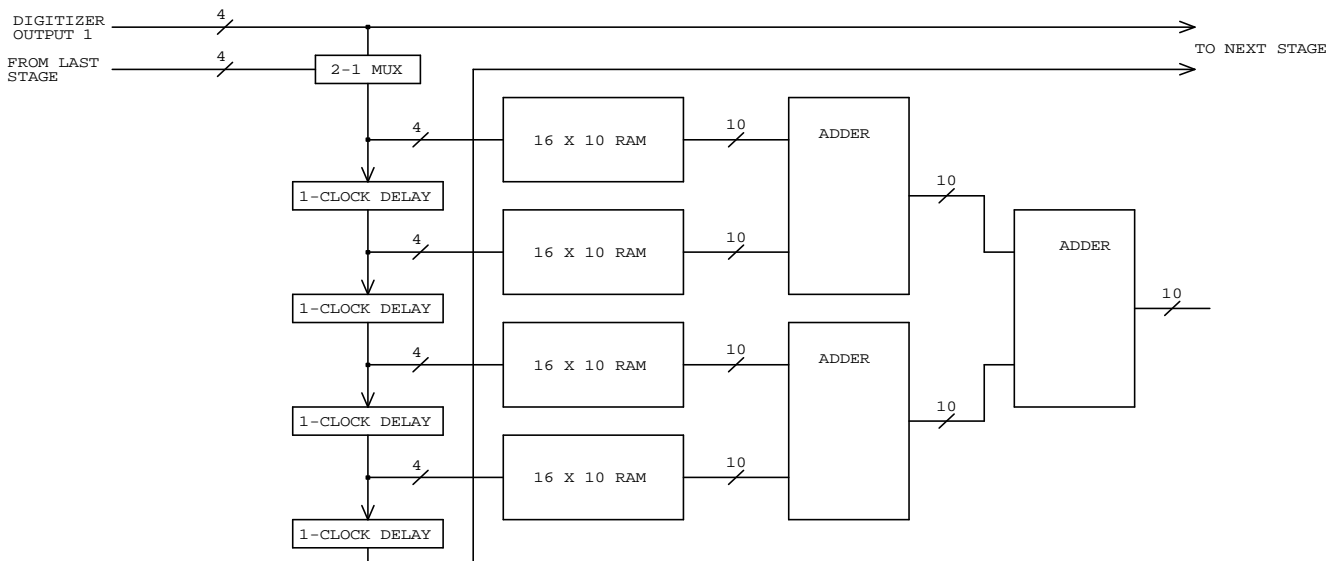 4
DIGITIZER
OUTPUT 1
TO NEXT STAGE
4
FROM LAST
STAGE
2-1 MUX
4
16 X 10 RAM
10
ADDER
1-CLOCK DELAY
10
4
16 X 10 RAM
10
ADDER
1-CLOCK DELAY
10
4
16 X 10 RAM
10
ADDER
1-CLOCK DELAY
10
4
16 X 10 RAM
10
1-CLOCK DELAY